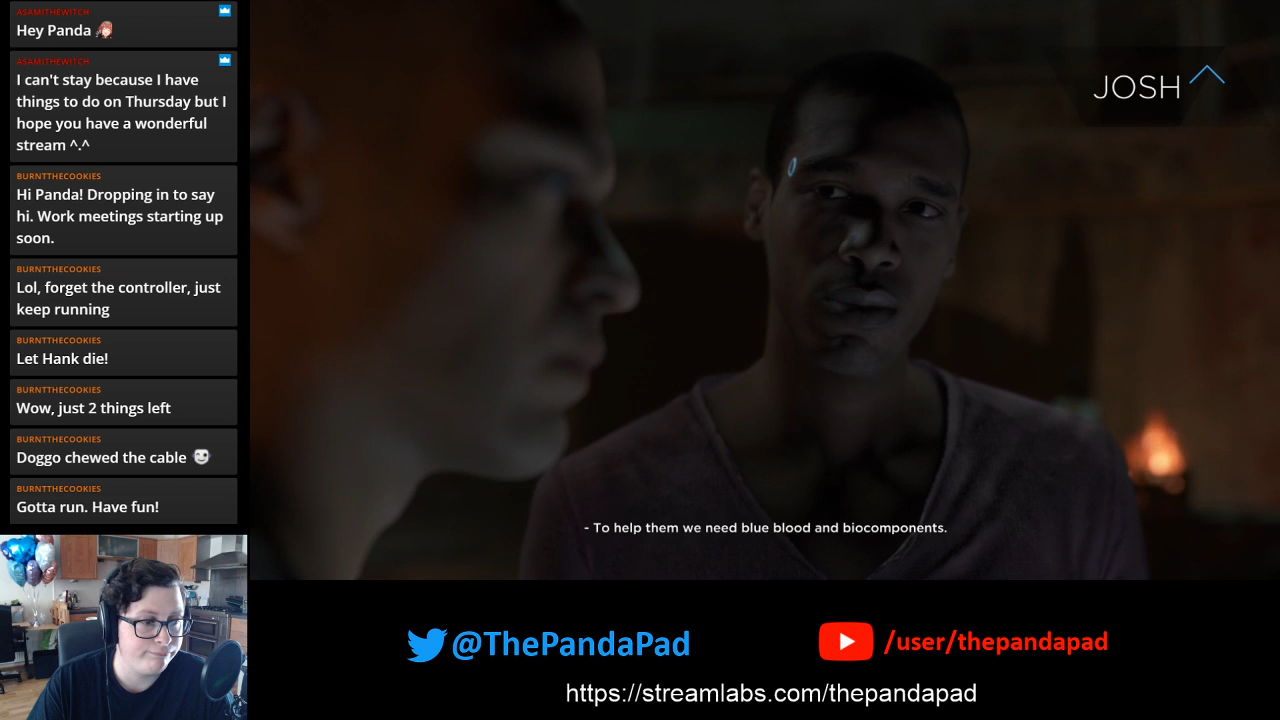 ASAMITHEWITCH
Hey Panda
ASAMITHEWITCH
I can't stay because I have
things to do on Thursday but I
hope you have a wonderful
stream ^.^
BURNTTHECOOKIES
Hi Panda! Dropping in to say
hi. Work meetings starting up
soon.
BURNTTHECOOKIES
Lol, forget the controller, just
keep running
BURNTTHECOOKIES
Let Hank die!
BURNTTHECOOKIES
Wow, just 2 things left
BURNTTHECOOKIES
Doggo chewed the cable
BURNTTHECOOKIES
Gotta run. Have fun!
JOSH
- To help them we need blue blood and biocomponents.
@ThePandaPad
/user/thepandapad
https://streamlabs.com/thepandapad